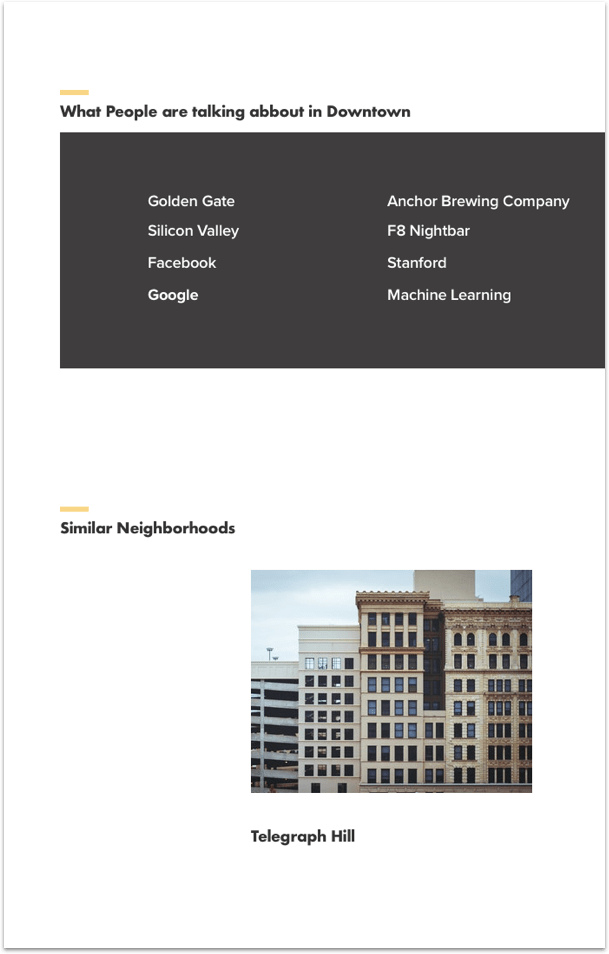 What People are talking abbout in Downtown
Golden Gate
Anchor Brewing Company
Silicon Valley
F8 Nightbar
Facebook
Stanford
Google
Machine Learning
Similar Neighborhoods
Telegraph Hill